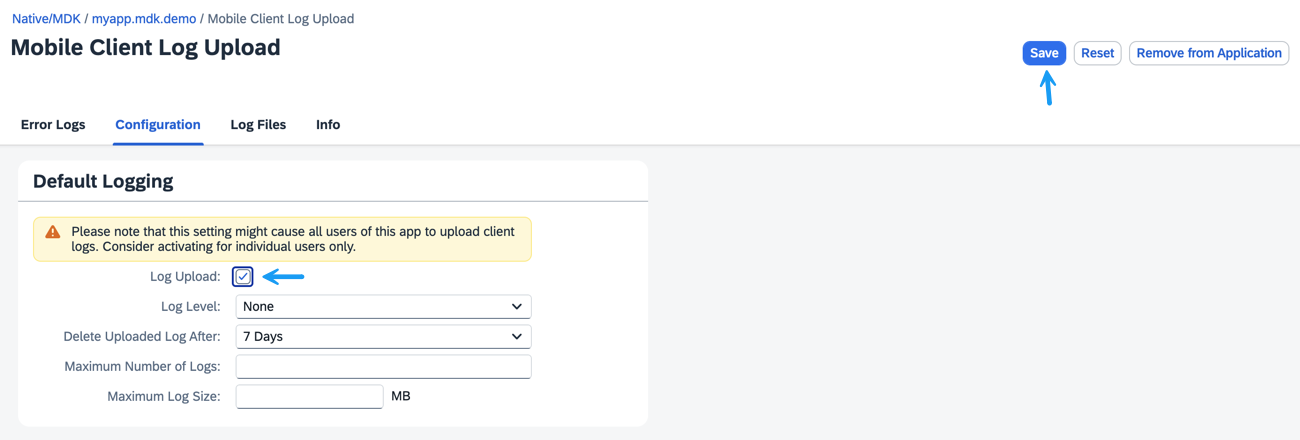 Native/MDK / myapp.mdk.demo / Mobile Client Log Upload
Mobile Client Log Upload
Save Reset Remove from Application
Error Logs Configuration Log Files Info
Default Logging
Please note that this setting might cause all users of this app to upload client
logs. Consider activating for individual users only.
Log Upload:
Log Level: None
Delete Uploaded Log After: 7 Days
Maximum Number of Logs:
Maximum Log Size: MB